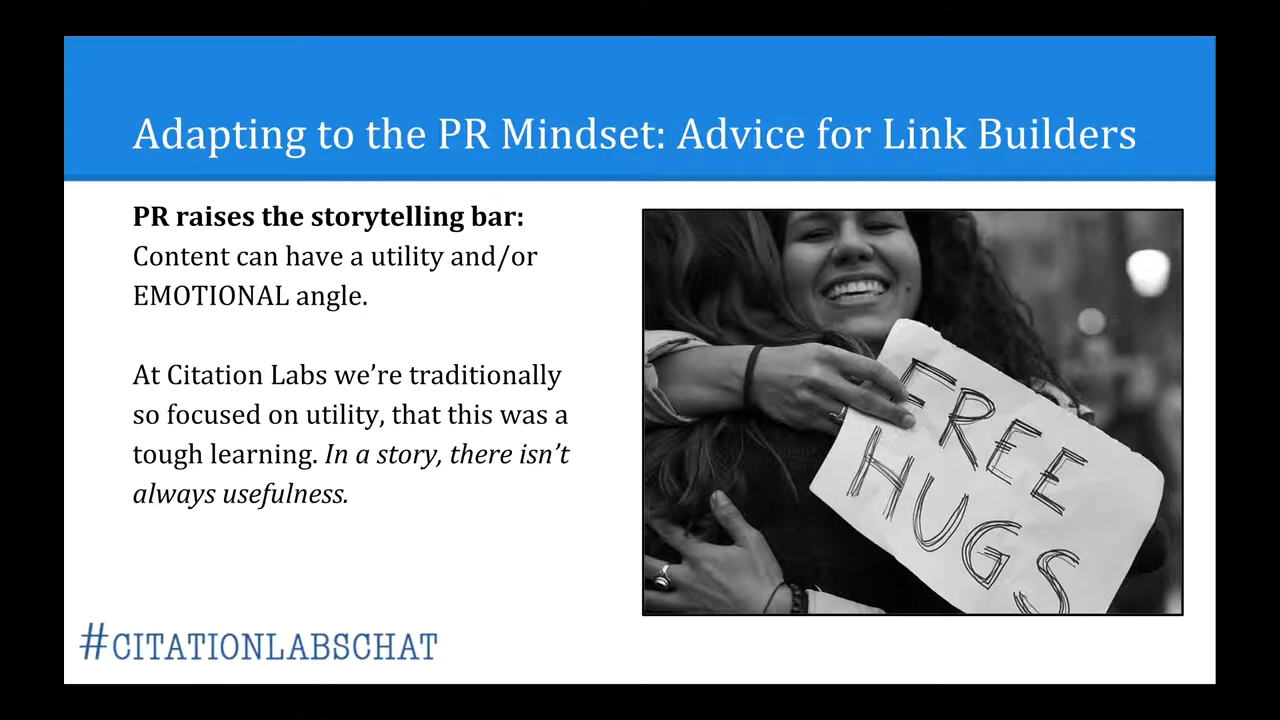 Adapting to the PR Mindset: Advice for Link Builders
PR raises the storytelling bar:
Content can have a utility and/or
EMOTIONAL angle.
At Citation Labs we’re traditionally
so focused on utility, that this was a
tough learning. In a story, there isn’t
always usefulness.
FREE
HUGS
#CITATIONLABSCHAT